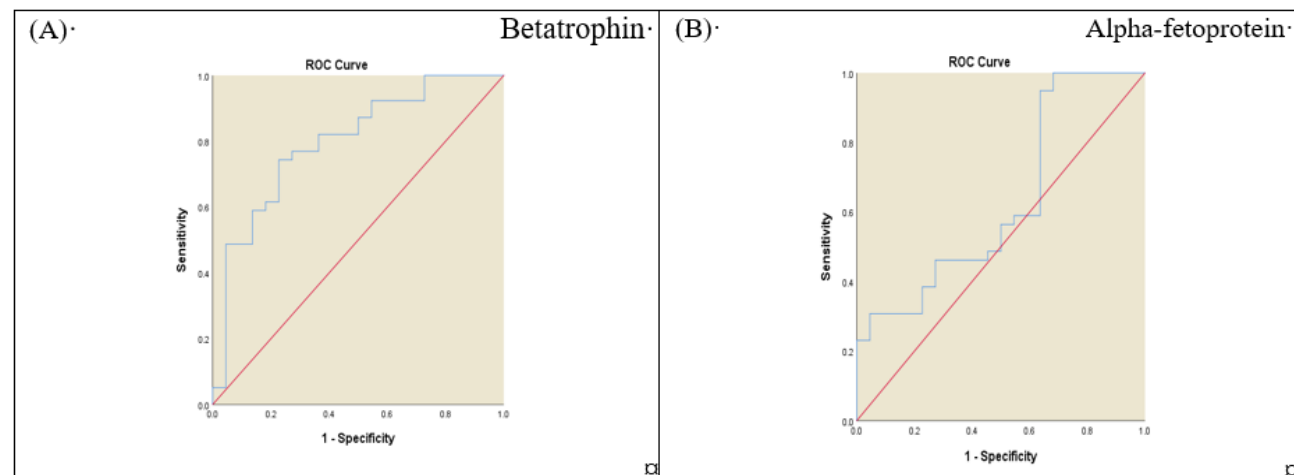 (A)· Betatrophin·
ROC Curve
1.0
0.8
0.6
0.4
0.2
0.0
Sensitivity
0.0 0.2 0.4 0.6 0.8 1.0
1 - Specificity
¤
(B)· Alpha-fetoprotein·
ROC Curve
1.0
0.8
0.6
0.4
0.2
0.0
Sensitivity
0.0 0.2 0.4 0.6 0.8 1.0
1 - Specificity
¤